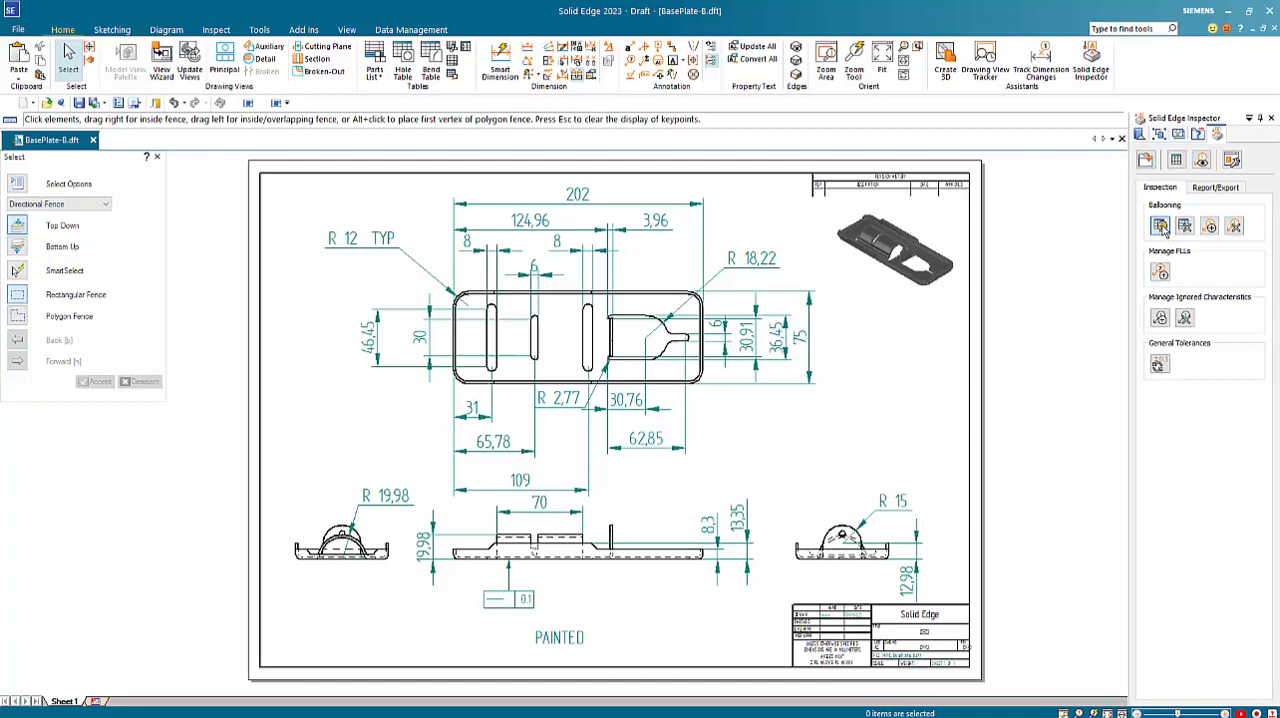 Solid Edge 2023 - Draft - [BasePlate-B.dft]
SIEMENS
File
Home
Sketching
Diagram
Inspect
Tools
Add Ins
View
Data Management
Type to find tools
Paste
Clipboard
Select
Select
Model View Palette
View Wizard
Update Views
Principal
Auxiliary
Detail
Broken
Cutting Plane
Section
Broken-Out
Drawing Views
Parts List
Hole Table
Bend Table
Tables
Smart Dimension
Dimension
Annotation
Update All
Convert All
Property Text
Edges
Zoom Area
Zoom Tool
Fit
Orient
Create 3D
Drawing View Tracker
Track Dimension Changes
Solid Edge Inspector
Assistants
Click elements, drag right for inside fence, drag left for inside/overlapping fence, or Alt+click to place first vertex of polygon fence. Press Esc to clear the display of keypoints.
BasePlate-B.dft
Select
Select Options
Directional Fence
Top Down
Bottom Up
SmartSelect
Rectangular Fence
Polygon Fence
Back [b]
Forward [n]
Accept
Deselect
Solid Edge Inspector
Inspection
Report/Export
Ballooning
Manage FLLs
Manage Ignored Characteristics
General Tolerances
REVISION HISTORY
DESCRIPTION
DATE
202
124,96
3,96
R 12 TYP
8
8
6
R 18,22
46,45
30
6
30,91
36,45
75
R 2,77
30,76
31
65,78
62,85
109
70
R 19,98
19,98
8,3
13,35
R 15
12,98
0.1
PAINTED
NAME
DATE
Solid Edge
Sheet1
0 items are selected